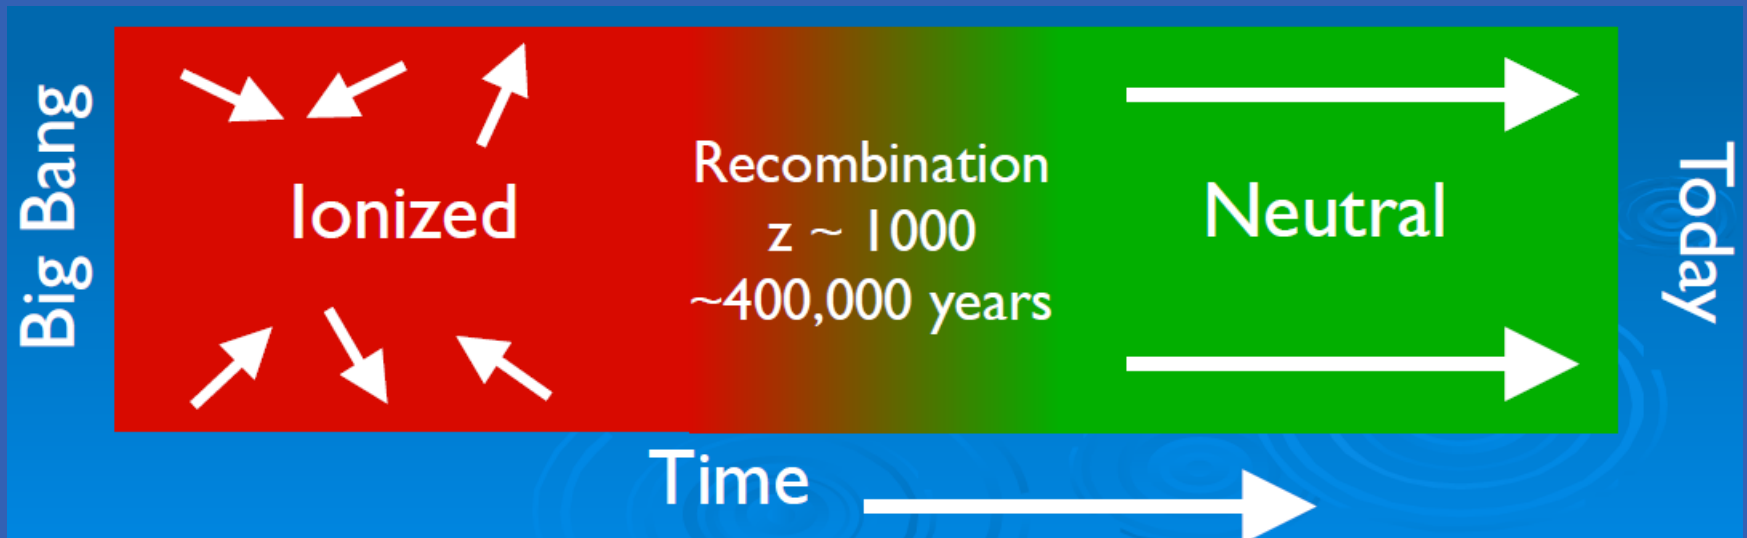 Big Bang
Ionized
Recombination
z ~ 1000
~400,000 years
Neutral
Today
Time